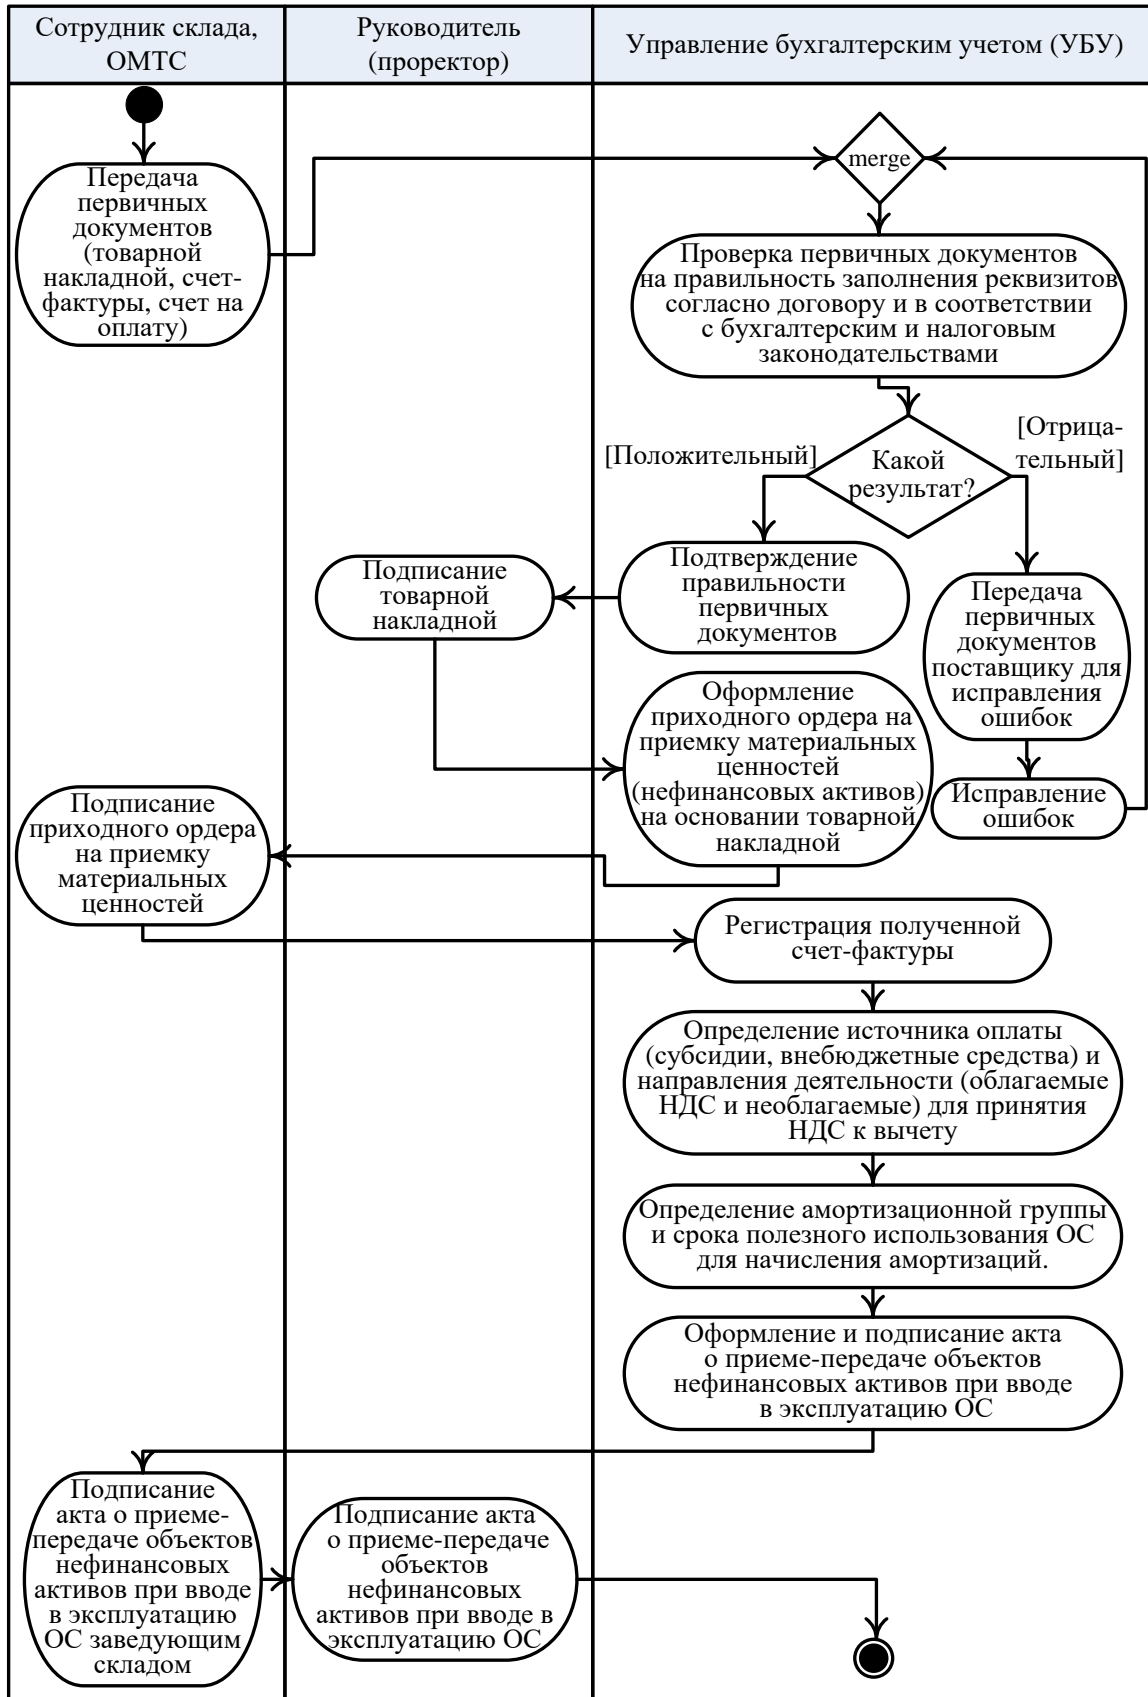 Сотрудник склада,
ОМТС
Руководитель
(проректор)
Управление бухгалтерским учетом (УБУ)
merge
Передача
первичных
документов
(товарной
накладной, счет-
фактуры, счет на
оплату)
Проверка первичных документов
на правильность заполнения реквизитов
согласно договору и в соответствии
с бухгалтерским и налоговым
законодательствами
[Положительный]
Какой
результат?
[Отрица-
тельный]
Подписание
товарной
накладной
Подтверждение
правильности
первичных
документов
Передача
первичных
документов
поставщику для
исправления
ошибок
Оформление
приходного ордера на
приемку материальных
ценностей
(нефинансовых активов)
на основании товарной
накладной
Исправление
ошибок
Подписание
приходного ордера
на приемку
материальных
ценностей
Регистрация полученной
счет-фактуры
Определение источника оплаты
(субсидии, внебюджетные средства) и
направления деятельности (облагаемые
НДС и необлагаемые) для принятия
НДС к вычету
Определение амортизационной группы
и срока полезного использования ОС
для начисления амортизаций.
Оформление и подписание акта
о приеме-передаче объектов
нефинансовых активов при вводе
в эксплуатацию ОС
Подписание
акта о приеме-
передаче объектов
нефинансовых
активов при вводе
в эксплуатацию
ОС заведующим
складом
Подписание акта
о приеме-передаче
объектов
нефинансовых
активов при вводе в
эксплуатацию ОС